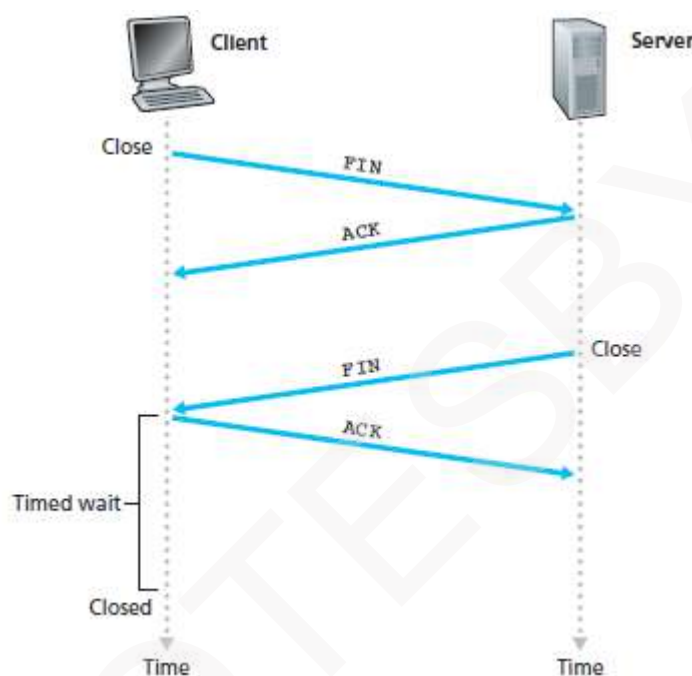 Client
Server
Close
FIN
ACK
Close
FIN
ACK
Timed wait
Closed
Time
Time